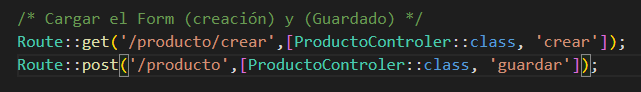 /* Cargar el Form (creación) y (Guardado) */
Route::get('/producto/crear',[ProductoControler::class, 'crear']);
Route::post('/producto',[ProductoControler::class, 'guardar']);